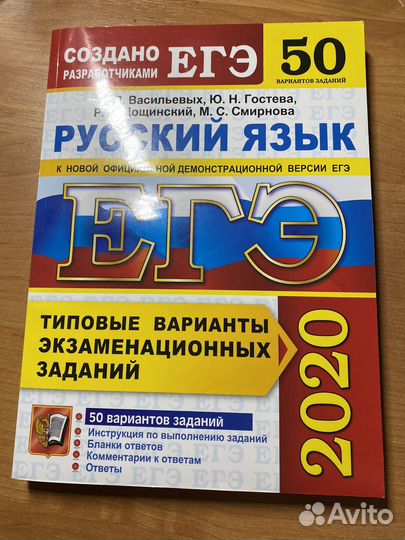 СОЗДАНО
РАЗРАБОТЧИКАМИ
ЕГЭ
50
ВАРИАНТОВ ЗАДАНИЙ
Васильевых, Ю. Н. Гостева,
Дощинский, М. С. Смирнова
РУССКИЙ ЯЗЫК
К НОВОЙ ОФИЦИАЛЬНОЙ ДЕМОНСТРАЦИОННОЙ ВЕРСИИ ЕГЭ
ЕГЭ
ТИПОВЫЕ ВАРИАНТЫ
ЭКЗАМЕНАЦИОННЫХ
ЗАДАНИЙ
2020
50 вариантов заданий
Инструкция по выполнению заданий
Бланки ответов
Комментарии к ответам
Ответы
Avito